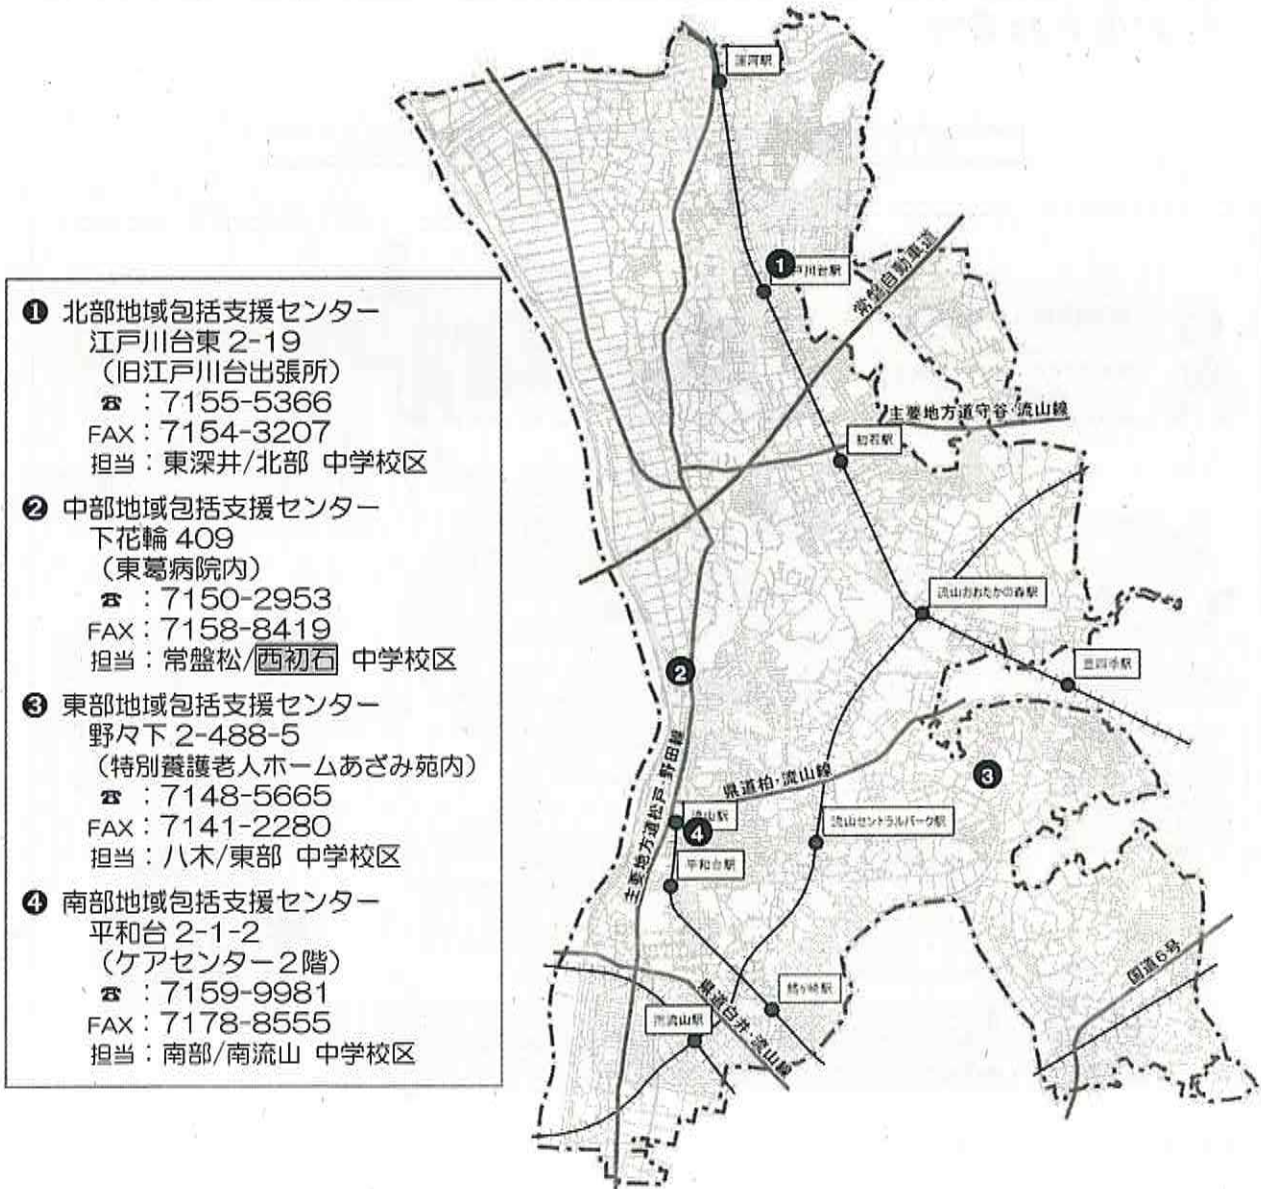 ❶ 北部地域包括支援センター
江戸川台東 2-19
(旧江戸川台出張所)
☎:7155-5366
FAX:7154-3207
担当:東深井/北部 中学校区
❷ 中部地域包括支援センター
下花輪 409
(東葛病院内)
☎:7150-2953
FAX:7158-8419
担当:常盤松/西初石 中学校区
❸ 東部地域包括支援センター
野々下 2-488-5
(特別養護老人ホームあざみ苑内)
☎:7148-5665
FAX:7141-2280
担当:八木/東部 中学校区
❹ 南部地域包括支援センター
平和台 2-1-2
(ケアセンター2階)
☎:7159-9981
FAX:7178-8555
担当:南部/南流山 中学校区
運河駅
❶
戸川台駅
常盤自動車道
主要地方道守谷・流山線
初石駅
流山おおたかの森駅
豊四季駅
❷
主要地方道松戸・野田線
県道柏・流山線
❸
流山駅
❹
流山セントラルパーク駅
平和台駅
国道6号
鰭ヶ崎駅
県道白井・流山線
南流山駅